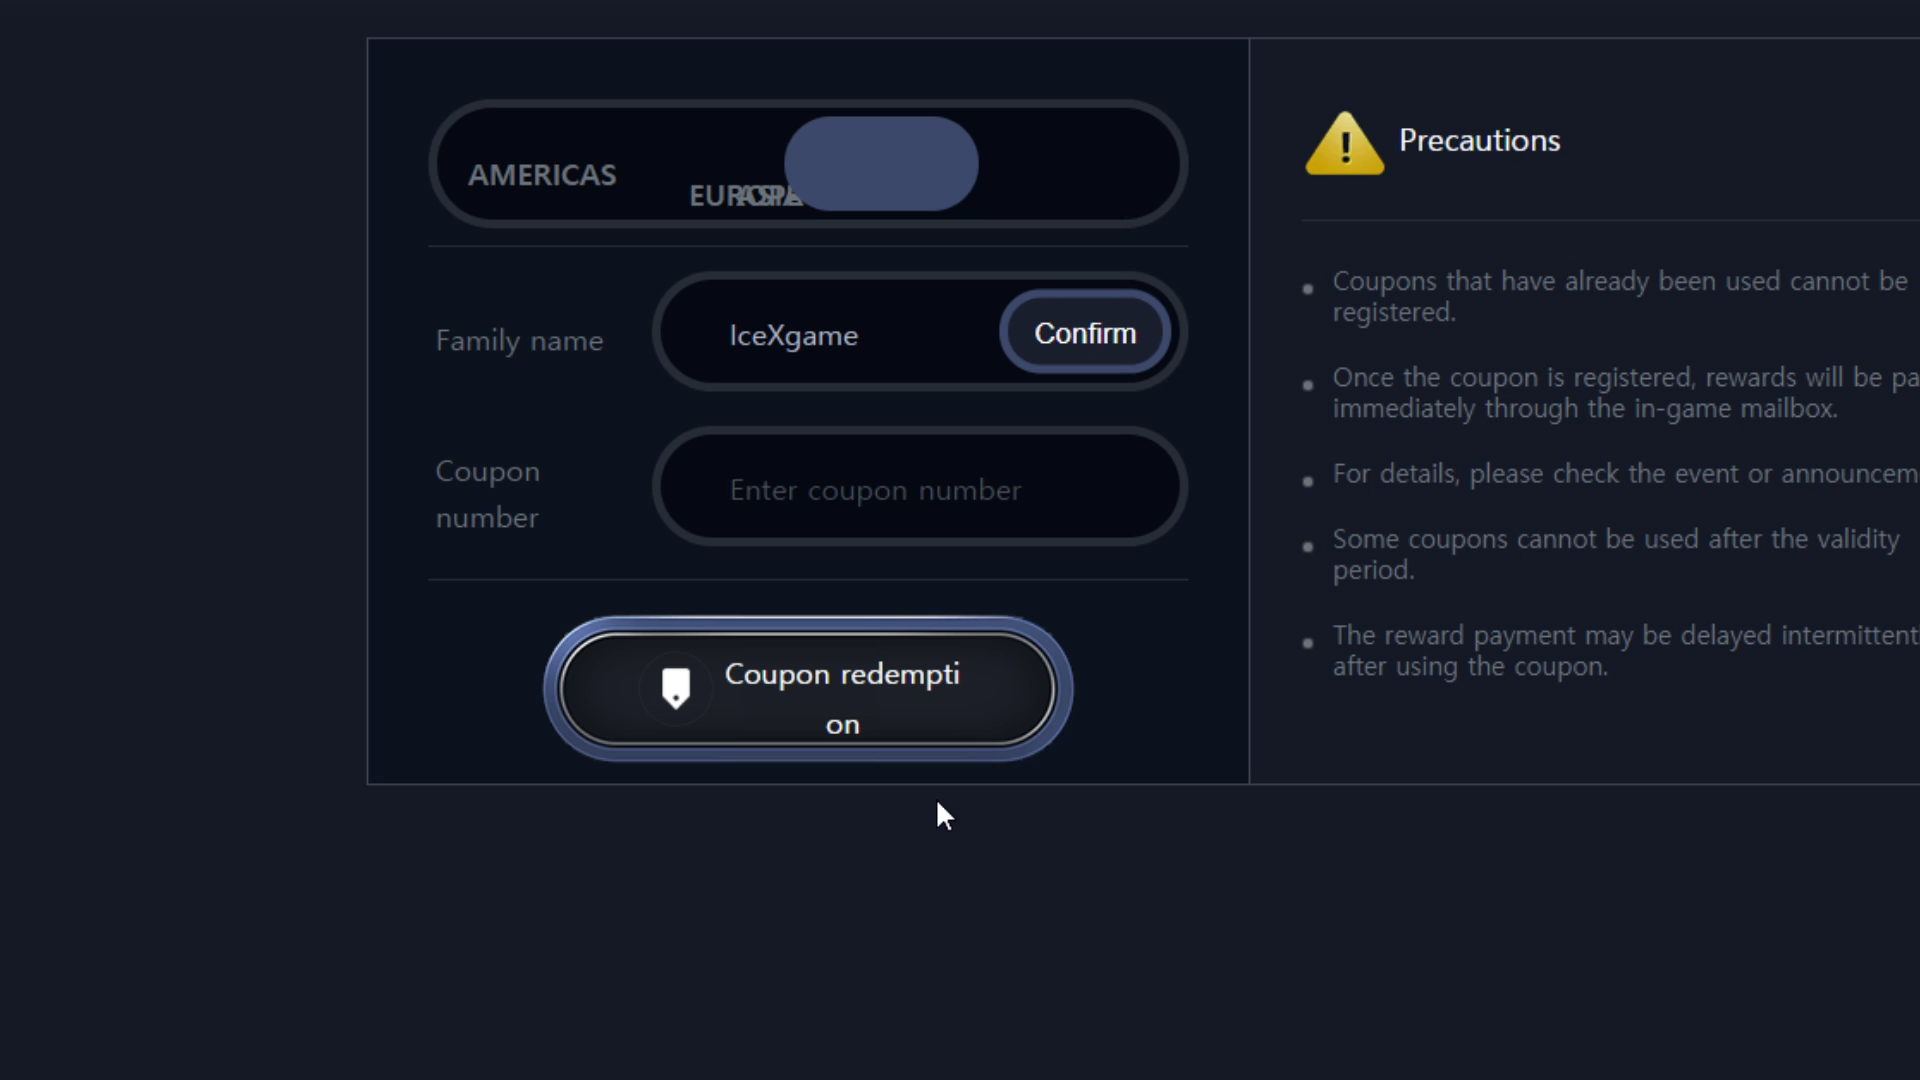 AMERICAS
EUROPE
ASIA
Family name
IceXgame
Confirm
Coupon
number
Enter coupon number
Coupon redempti
on
Precautions
Coupons that have already been used cannot be
registered.
Once the coupon is registered, rewards will be pa
immediately through the in-game mailbox.
For details, please check the event or announcem
Some coupons cannot be used after the validity
period.
The reward payment may be delayed intermittent
after using the coupon.